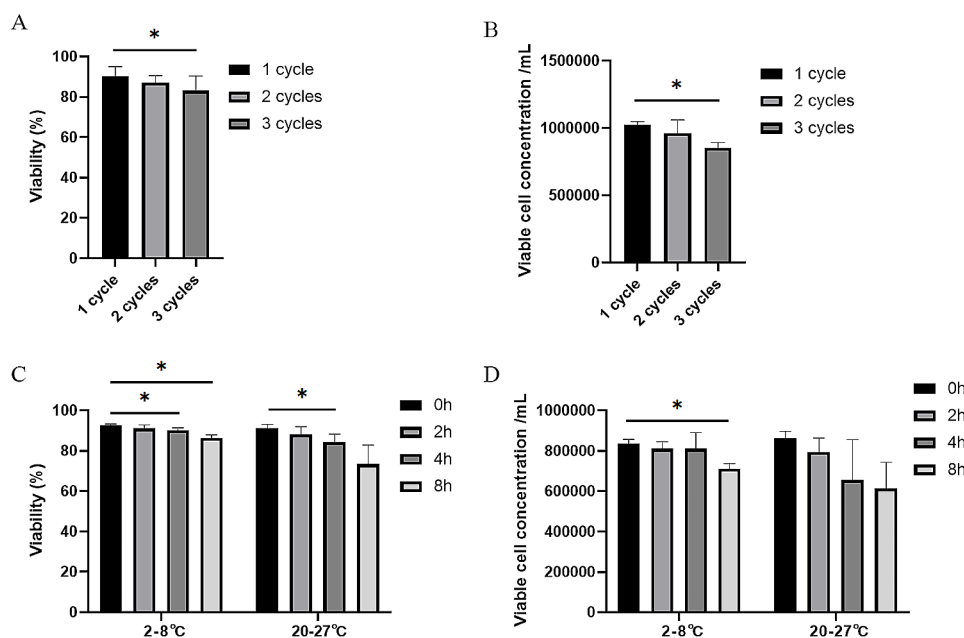 A
*
100
80
60
40
20
0
Viability (%)
1 cycle
2 cycles
3 cycles
1 cycle
2 cycles
3 cycles
B
*
1500000
1000000
500000
0
Viable cell concentration /mL
1 cycle
2 cycles
3 cycles
1 cycle
2 cycles
3 cycles
C
*
*
*
100
80
60
40
20
0
Viability (%)
2-8℃
20-27℃
0h
2h
4h
8h
D
*
1000000
800000
600000
400000
200000
0
Viable cell concentration /mL
2-8℃
20-27℃
0h
2h
4h
8h